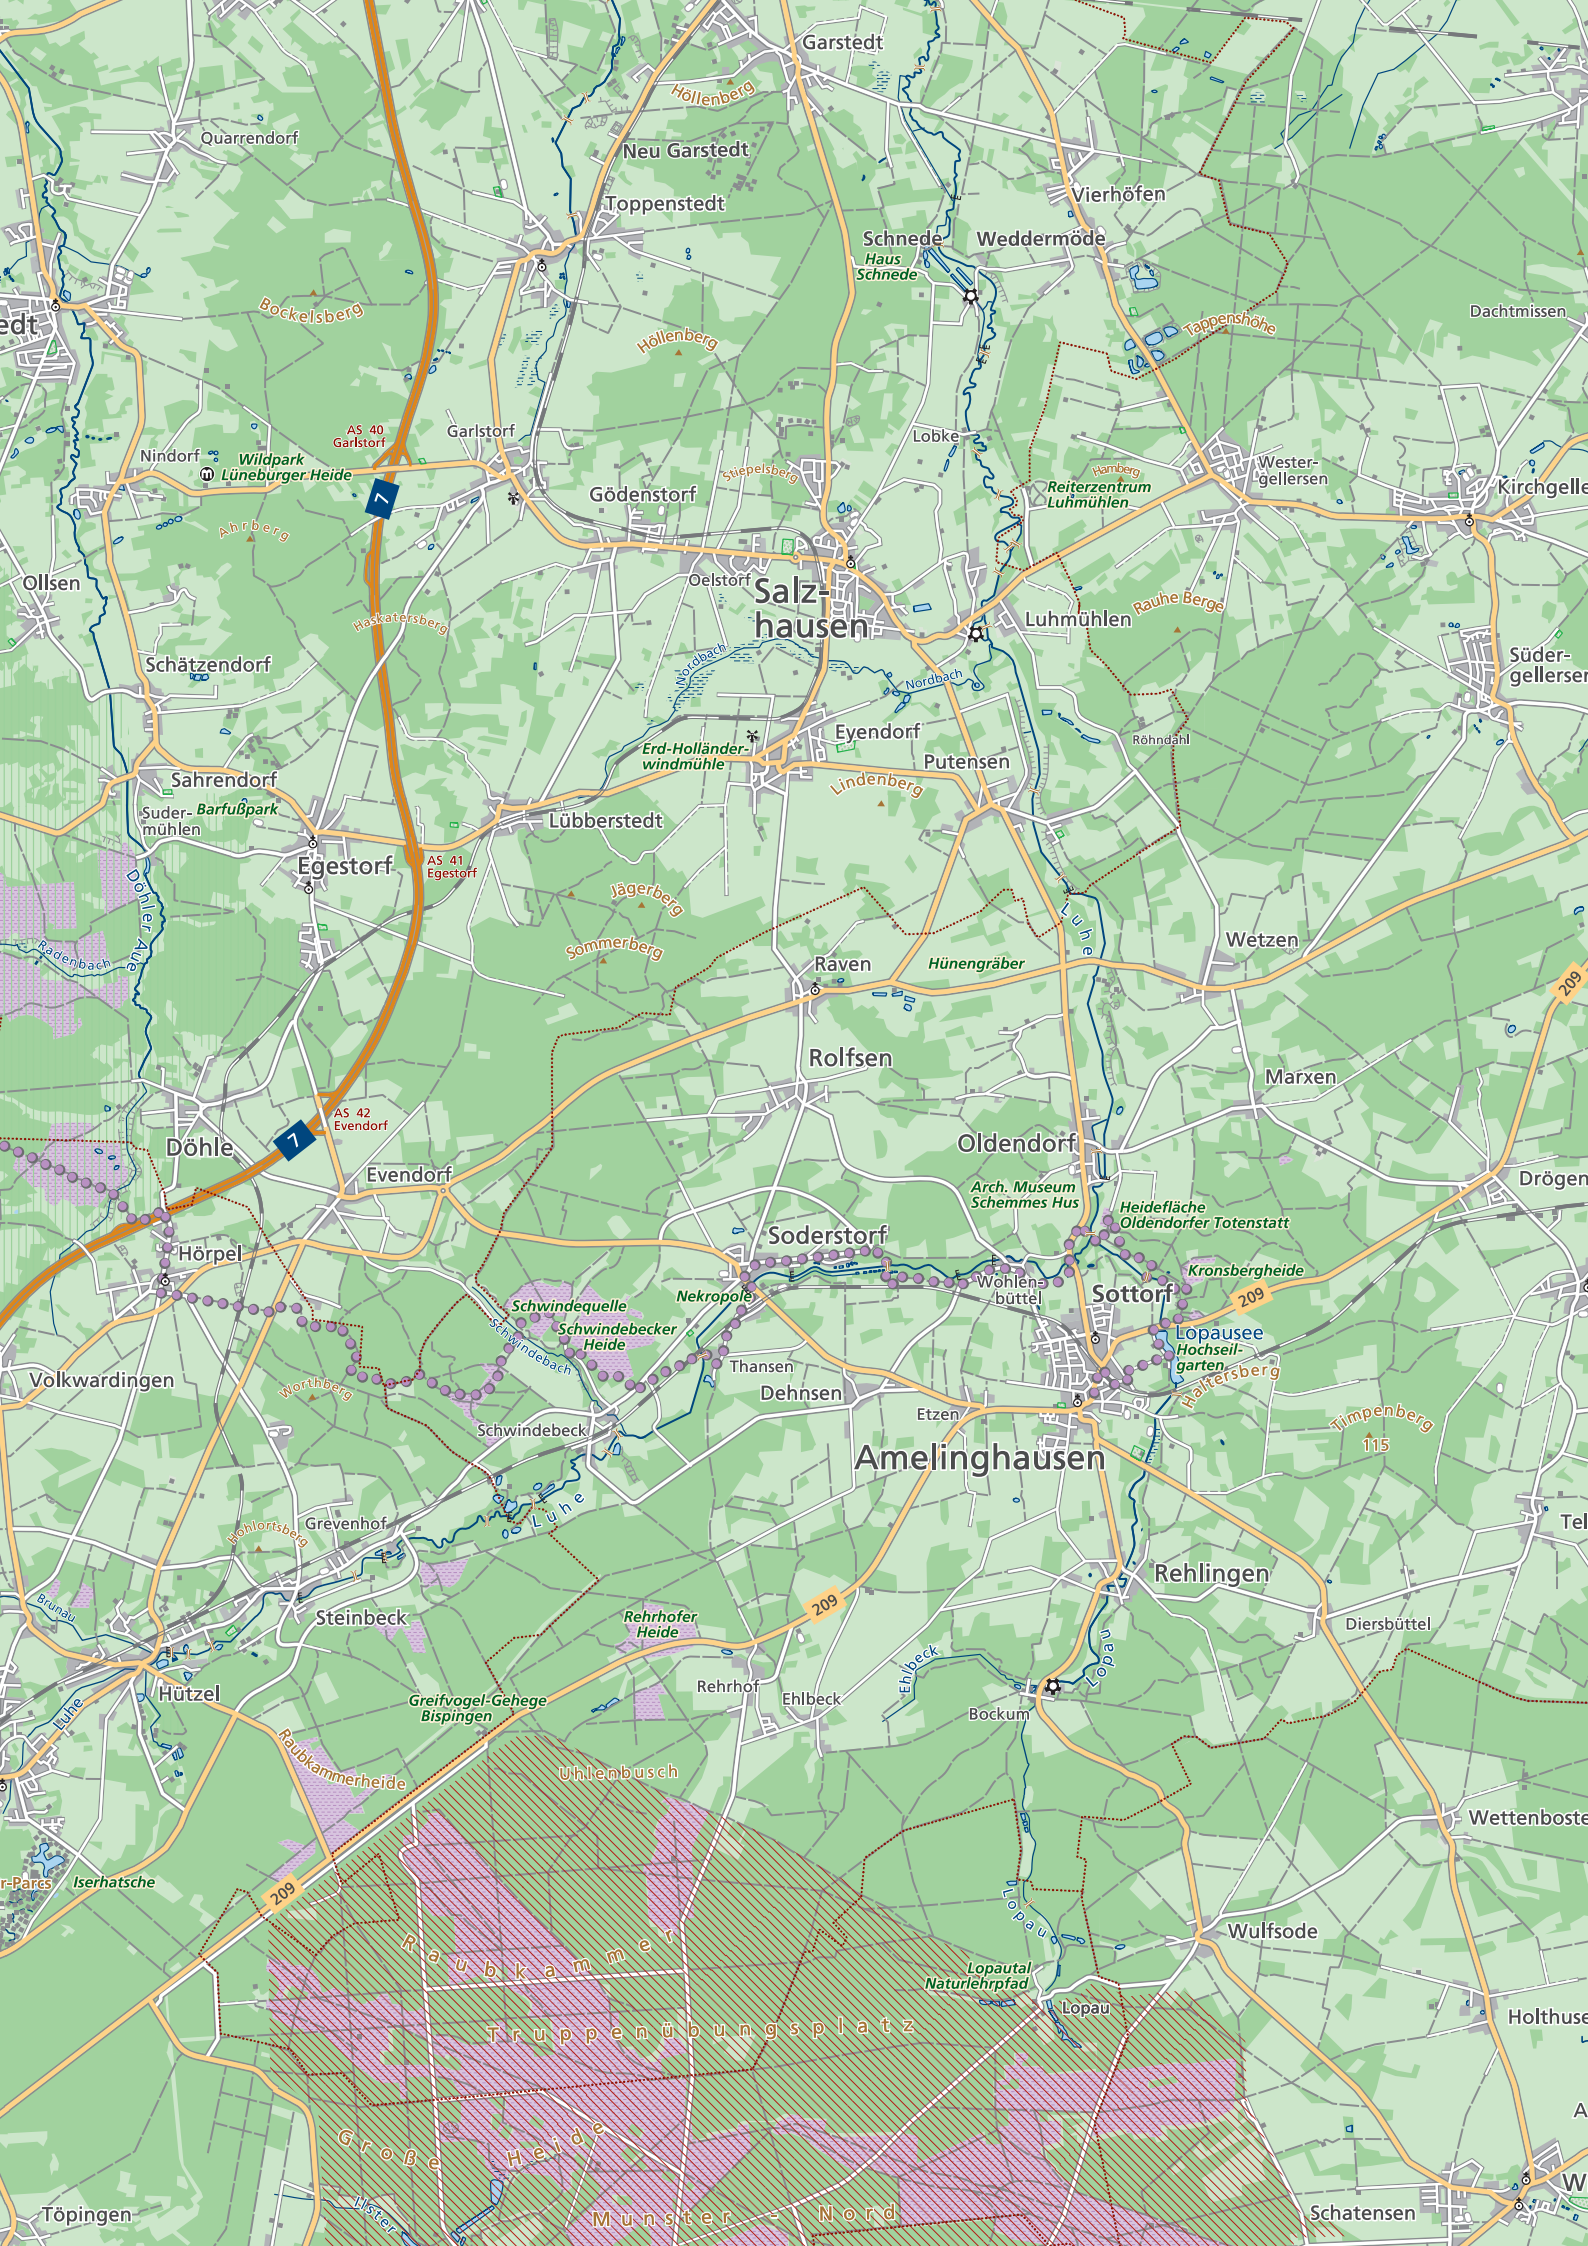 Garstedt
Höllenberg
Quarrendorf
Neu Garstedt
Vierhöfen
Toppenstedt
Schnede
Weddermöde
Haus
Schnede
Bockelsberg
edt
Dachtmissen
Tappenshöhe
Höllenberg
AS 40
Garlstorf
Garlstorf
Lobke
Nindorf
Wildpark
Lüneburger Heide
Stiepelsberg
Hamberg
Wester-
gellersen
7
Gödenstorf
Reiterzentrum
Luhmühlen
Kirchgelle
Ahrberg
Ollsen
Oelstorf
Salz-
hausen
Rauhe Berge
Haskatersberg
Luhmühlen
Schätzendorf
Nordbach
Nordbach
Süder-
gellersen
Eyendorf
Röhndahl
Erd-Holländer-
windmühle
Putensen
Sahrendorf
Lindenberg
Suder-
mühlen
Barfußpark
Lübberstedt
Egestorf
AS 41
Egestorf
Jägerberg
Döhler Aue
Luhe
Radenbach
Sommerberg
Wetzen
Raven
Hünengräber
209
Rolfsen
Marxen
AS 42
Evendorf
7
Döhle
Oldendorf
Evendorf
Drögen
Arch. Museum
Schemmes Hus
Heidefläche
Oldendorfer Totenstatt
Hörpel
Soderstorf
Kronsbergheide
Wohlen-
büttel
Sottorf
209
Schwindequelle
Nekropole
Schwindebecker
Heide
Schwindebach
Lopausee
Hochseil-
garten
Thansen
Volkwardingen
Worthberg
Dehnsen
Haltersberg
Etzen
Timpenberg
115
Schwindebeck
Amelinghausen
Luhe
Grevenhof
Hohlortsberg
Tel
Rehlingen
Brunau
Steinbeck
209
Rehrhofer
Heide
Diersbüttel
Ehlbeck
Lopau
Hützel
Luhe
Rehrhof
Ehlbeck
Bockum
Greifvogel-Gehege
Bispingen
Raubkammerheide
Uhlenbusch
Wettenboste
r-Parcs
Iserhatsche
209
Lopau
Wulfsode
Raubkammer
Lopautal
Naturlehrpfad
Lopau
Holthuse
Truppenübungsplatz
A
Große Heide
W
Töpingen
Ilster
Munster - Nord
Schatensen